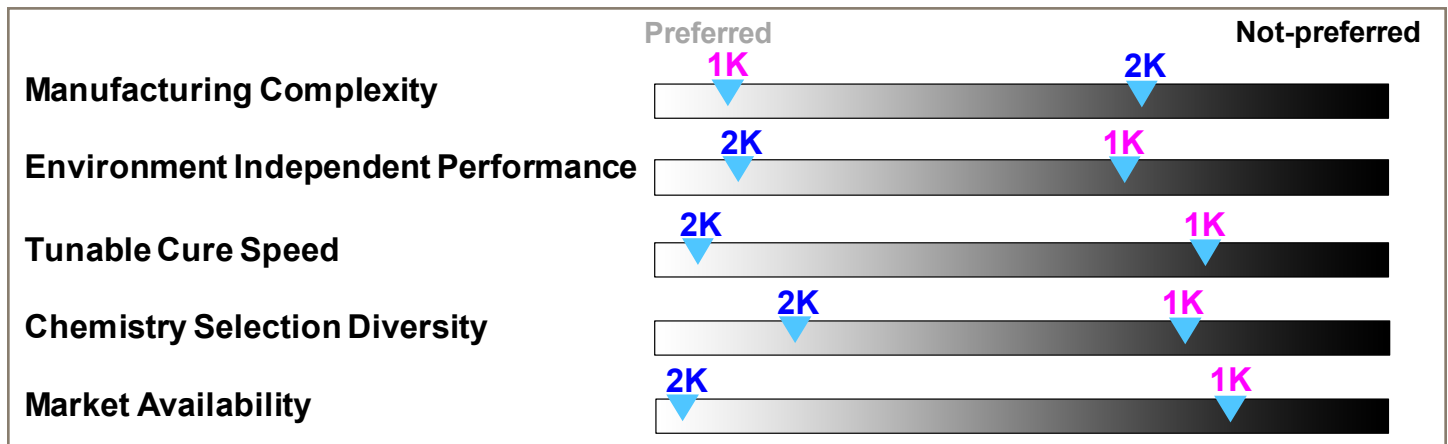 Preferred Not-preferred
1K 2K
Manufacturing Complexity
2K 1K
Environment Independent Performance
2K 1K
Tunable Cure Speed
2K 1K
Chemistry Selection Diversity
2K 1K
Market Availability